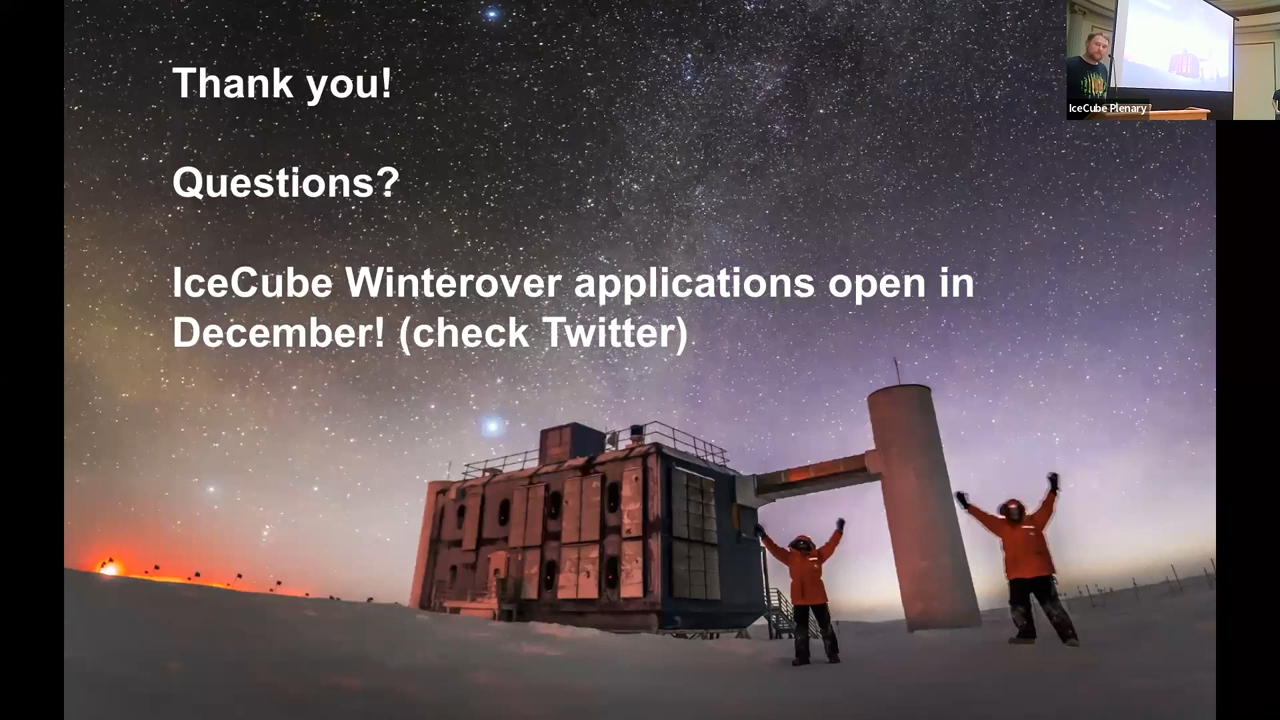 Thank you!
Questions?
IceCube Winterover applications open in
December! (check Twitter)
IceCube Plenary